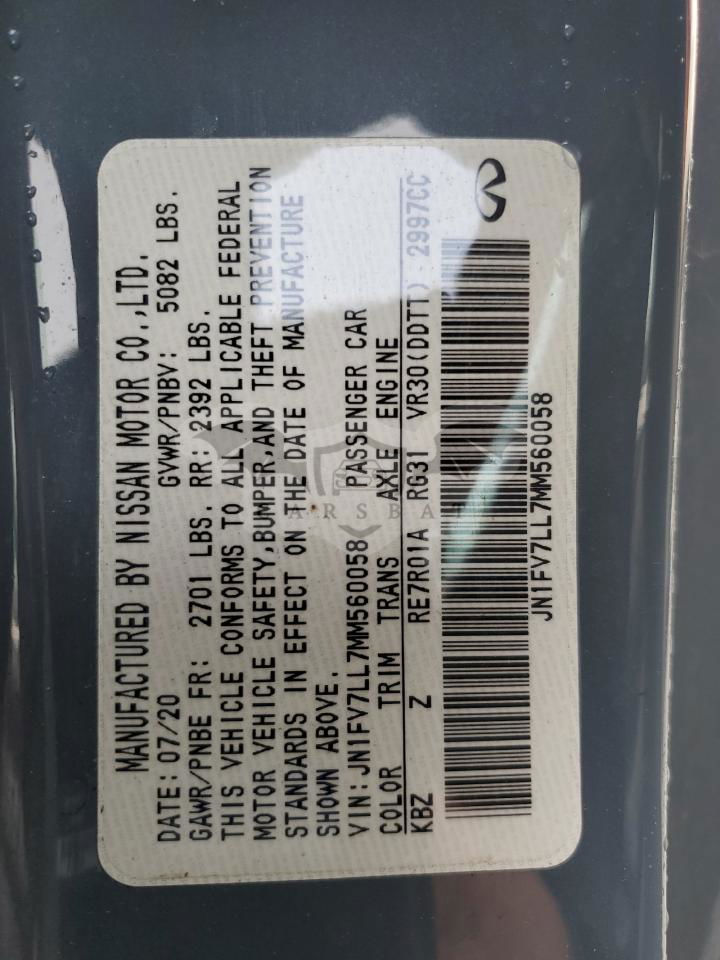 MANUFACTURED BY NISSAN MOTOR CO.,LTD.
DATE: 07/20 GVWR/PNBV: 5082 LBS.
GAWR/PNBE FR: 2701 LBS. RR: 2392 LBS.
THIS VEHICLE CONFORMS TO ALL APPLICABLE FEDERAL
MOTOR VEHICLE SAFETY,BUMPER,AND THEFT PREVENTION
STANDARDS IN EFFECT ON THE DATE OF MANUFACTURE
SHOWN ABOVE.
VIN:JN1FV7LL7MM560058 PASSENGER CAR
COLOR TRIM TRANS AXLE ENGINE
KBZ Z RE7R01A RG31 VR30(DDTT) 2997CC
JN1FV7LL7MM560058
CARSBAT